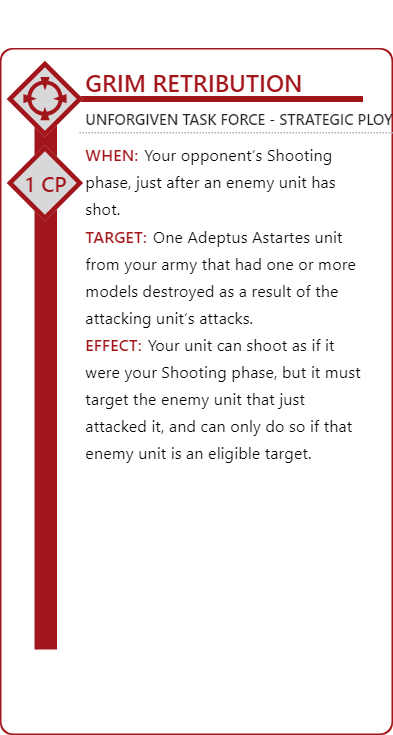 GRIM RETRIBUTION
UNFORGIVEN TASK FORCE - STRATEGIC PLOY
1 CP
WHEN: Your opponent's Shooting
phase, just after an enemy unit has
shot.
TARGET: One Adeptus Astartes unit
from your army that had one or more
models destroyed as a result of the
attacking unit's attacks.
EFFECT: Your unit can shoot as if it
were your Shooting phase, but it must
target the enemy unit that just
attacked it, and can only do so if that
enemy unit is an eligible target.